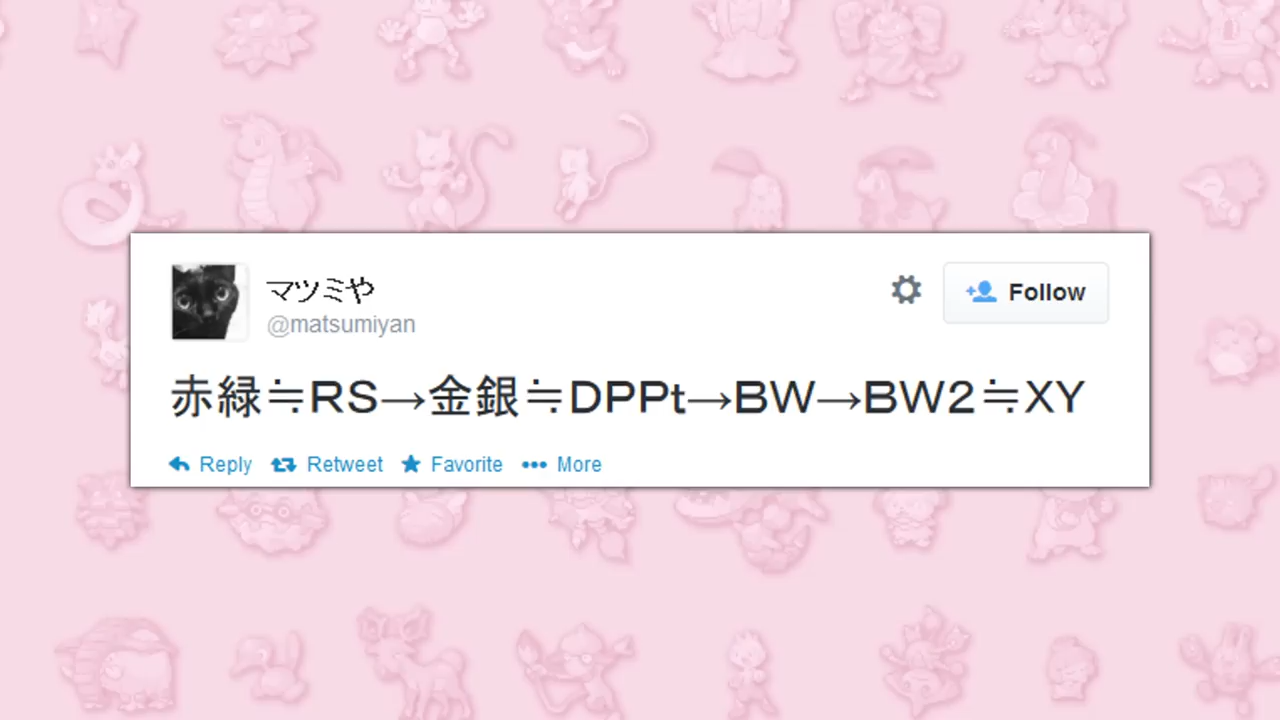 マツミや
@matsumiyan
Follow
赤緑≒RS→金銀≒DPPt→BW→BW2≒XY
Reply Retweet Favorite More